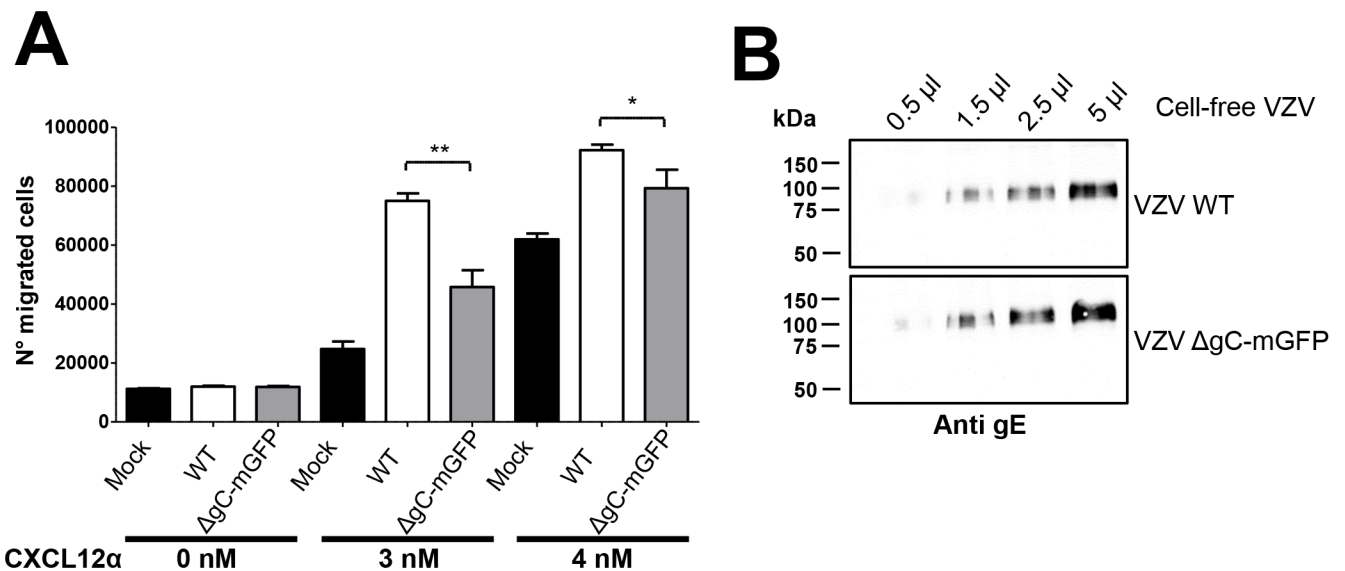 A
N° migrated cells
100000
80000
60000
40000
20000
0
**
*
Mock
WT
ΔgC-mGFP
Mock
WT
ΔgC-mGFP
Mock
WT
ΔgC-mGFP
CXCL12α 0 nM 3 nM 4 nM
B
kDa 0.5 µl 1.5 µl 2.5 µl 5 µl Cell-free VZV
150
100
75
50
VZV WT
150
100
75
50
VZV ΔgC-mGFP
Anti gE